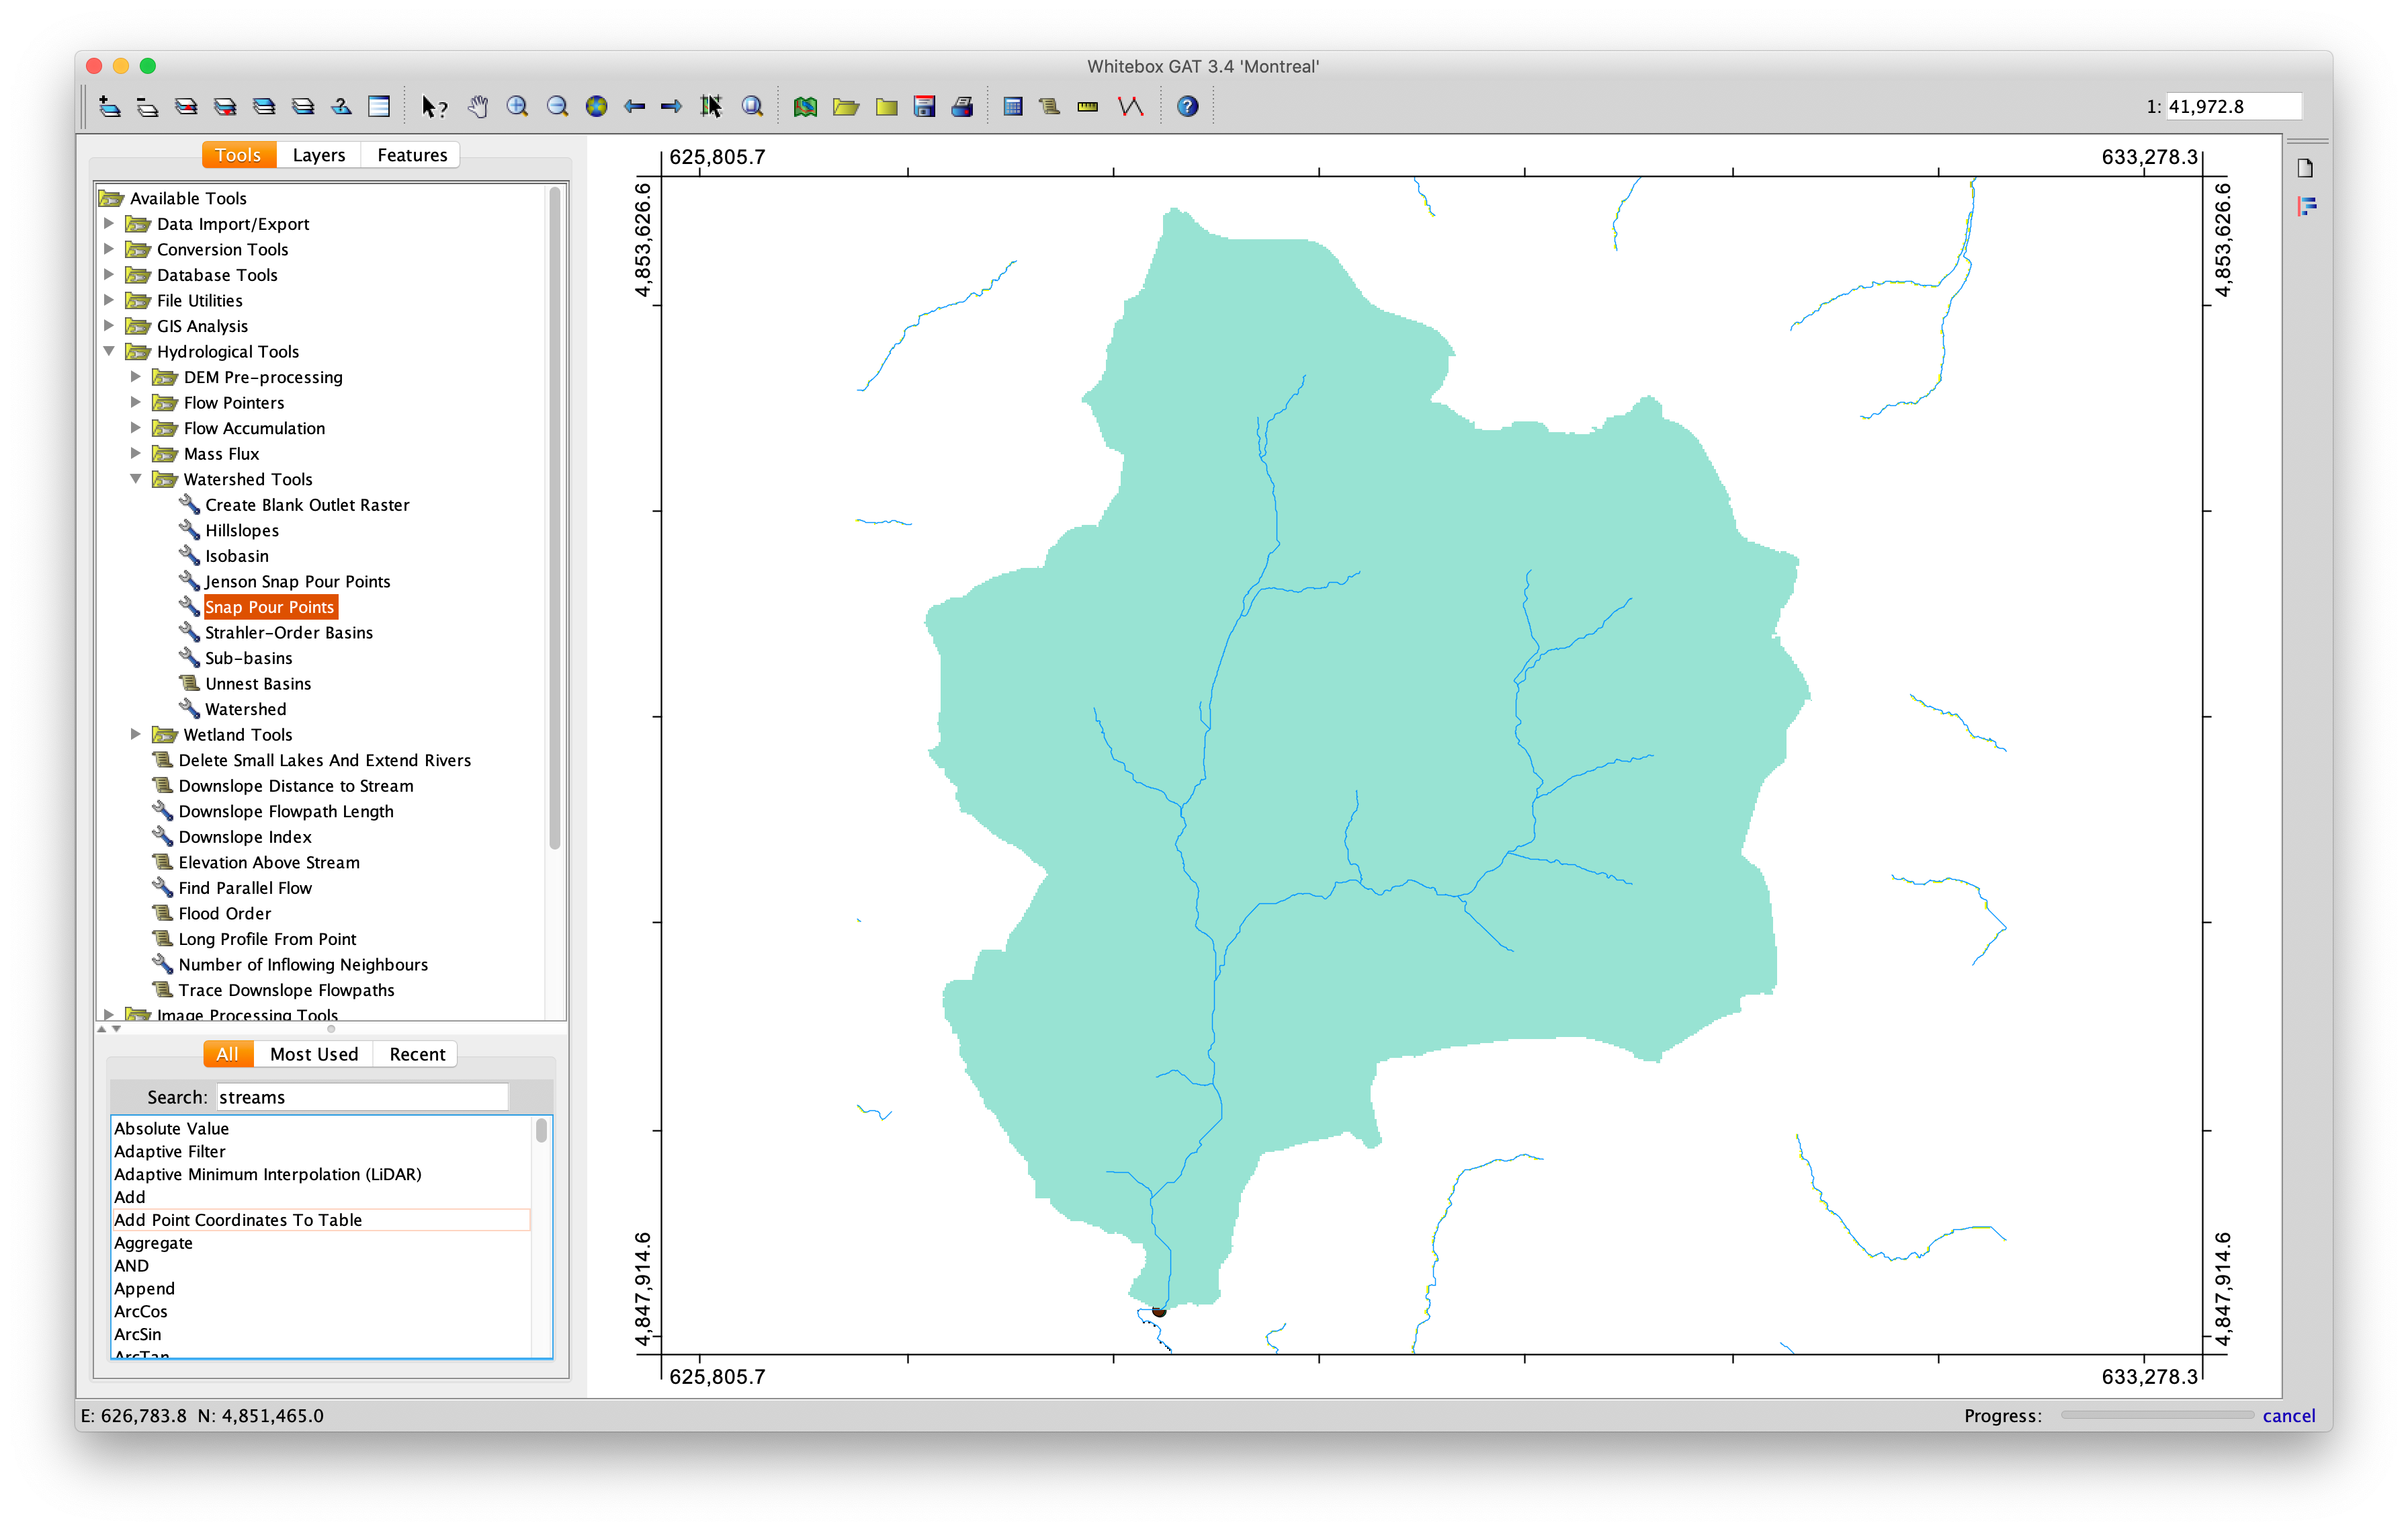 Whitebox GAT 3.4 'Montreal'
1: 41,972.8
Tools Layers Features
Available Tools
Data Import/Export
Conversion Tools
Database Tools
File Utilities
GIS Analysis
Hydrological Tools
DEM Pre-processing
Flow Pointers
Flow Accumulation
Mass Flux
Watershed Tools
Create Blank Outlet Raster
Hillslopes
Isobasin
Jenson Snap Pour Points
Snap Pour Points
Strahler-Order Basins
Sub-basins
Unnest Basins
Watershed
Wetland Tools
Delete Small Lakes And Extend Rivers
Downslope Distance to Stream
Downslope Flowpath Length
Downslope Index
Elevation Above Stream
Find Parallel Flow
Flood Order
Long Profile From Point
Number of Inflowing Neighbours
Trace Downslope Flowpaths
Image Processing Tools
All Most Used Recent
Search: streams
Absolute Value
Adaptive Filter
Adaptive Minimum Interpolation (LiDAR)
Add
Add Point Coordinates To Table
Aggregate
AND
Append
ArcCos
ArcSin
ArcTan
625,805.7
633,278.3
4,853,626.6
4,853,626.6
4,847,914.6
4,847,914.6
625,805.7
633,278.3
E: 626,783.8 N: 4,851,465.0
Progress: cancel